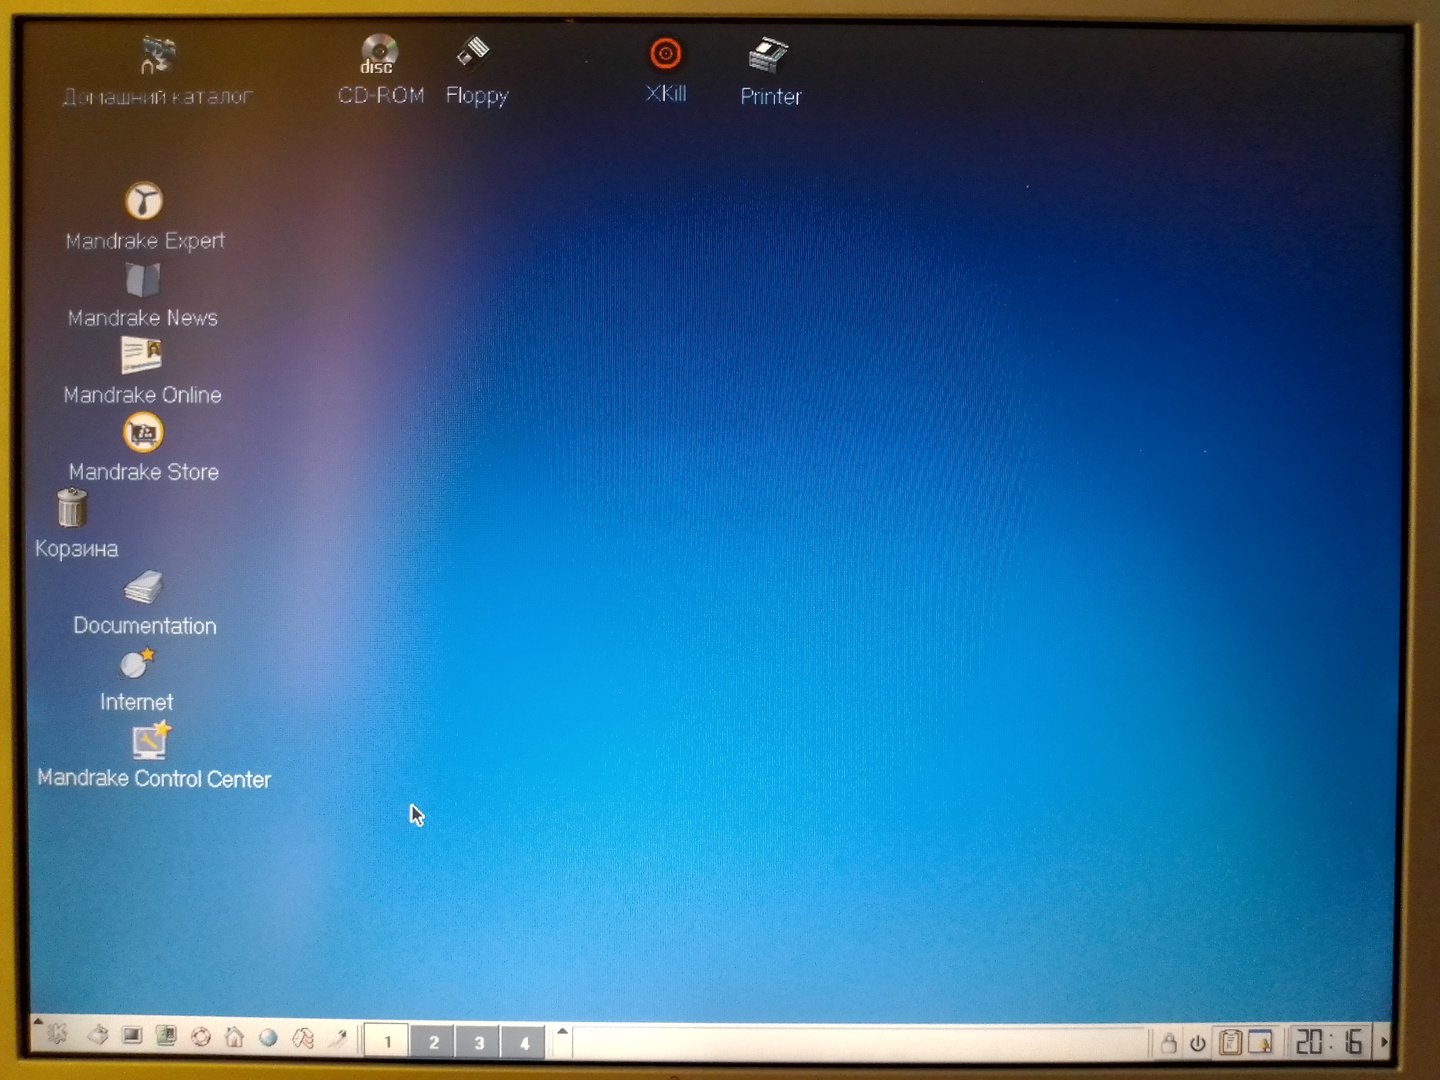 Домашний каталог
disc
CD-ROM
Floppy
XKill
Printer
Mandrake Expert
Mandrake News
Mandrake Online
Mandrake Store
Корзина
Documentation
Internet
Mandrake Control Center
1 2 3 4
20:16